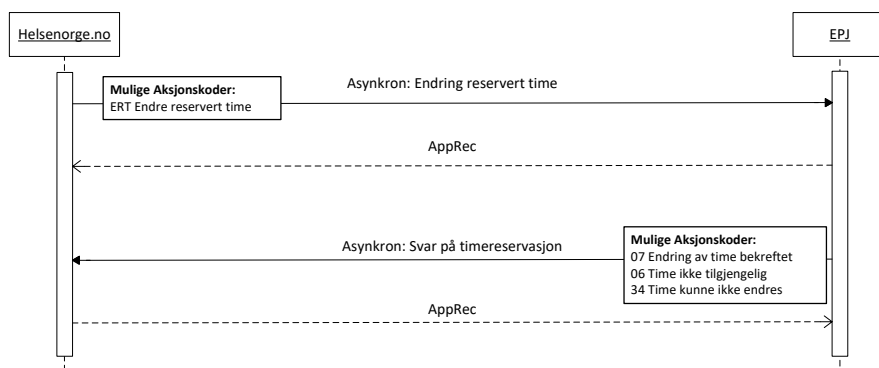 Helsenorge.no
EPJ
Mulige Aksjonskoder:
ERT Endre reservert time
Asynkron: Endring reservert time
AppRec
Asynkron: Svar på timereservasjon
Mulige Aksjonskoder:
07 Endring av time bekreftet
06 Time ikke tilgjengelig
34 Time kunne ikke endres
AppRec